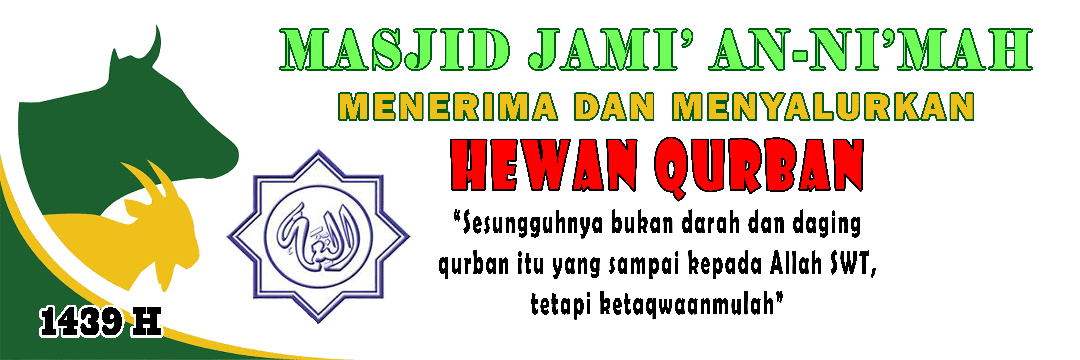 MASJID JAMI’ AN-NI’MAH
MENERIMA DAN MENYALURKAN
HEWAN QURBAN
“Sesungguhnya bukan darah dan daging
qurban itu yang sampai kepada Allah SWT,
tetapi ketaqwaanmulah”
النعمة
1439 H